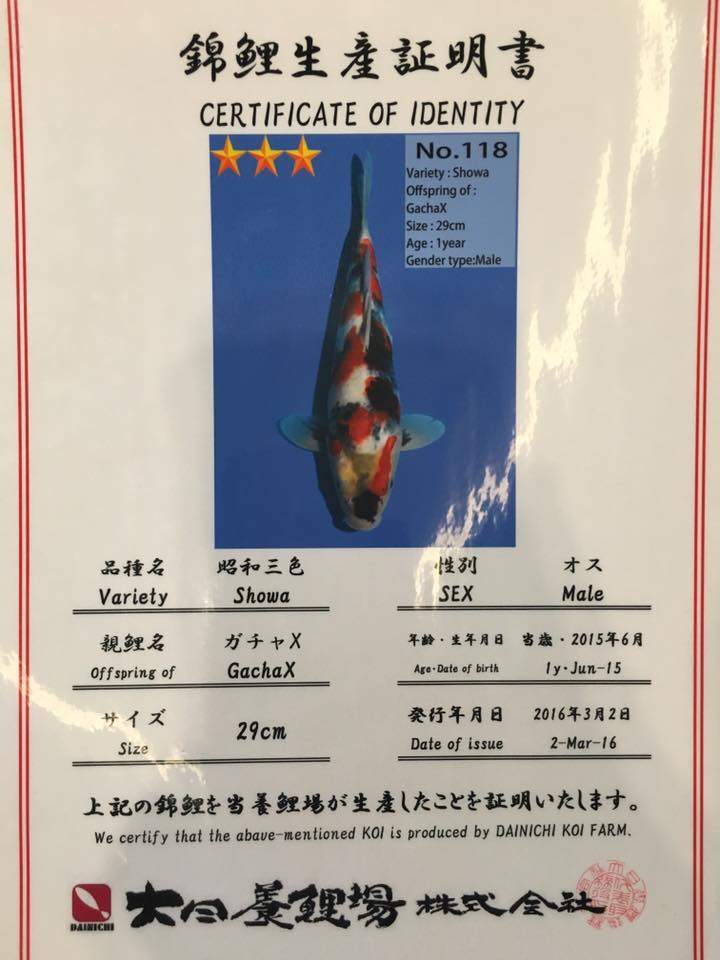 錦鯉生産証明書
CERTIFICATE OF IDENTITY
No.118
Variety : Showa
Offspring of :
GachaX
Size : 29cm
Age : 1year
Gender type:Male
品種名 昭和三色
Variety Showa
性別 オス
SEX Male
親鯉名 ガチャX
Offspring of GachaX
年齢・生年月日 当歳・2015年6月
Age・Date of birth 1y・Jun-15
サイズ 29cm
Size
発行年月日 2016年3月2日
Date of issue 2-Mar-16
上記の錦鯉を当養鯉場が生産したことを証明いたします。
We certify that the abave-mentioned KOI is produced by DAINICHI KOI FARM.
DAINICHI
大日養鯉場 株式会社